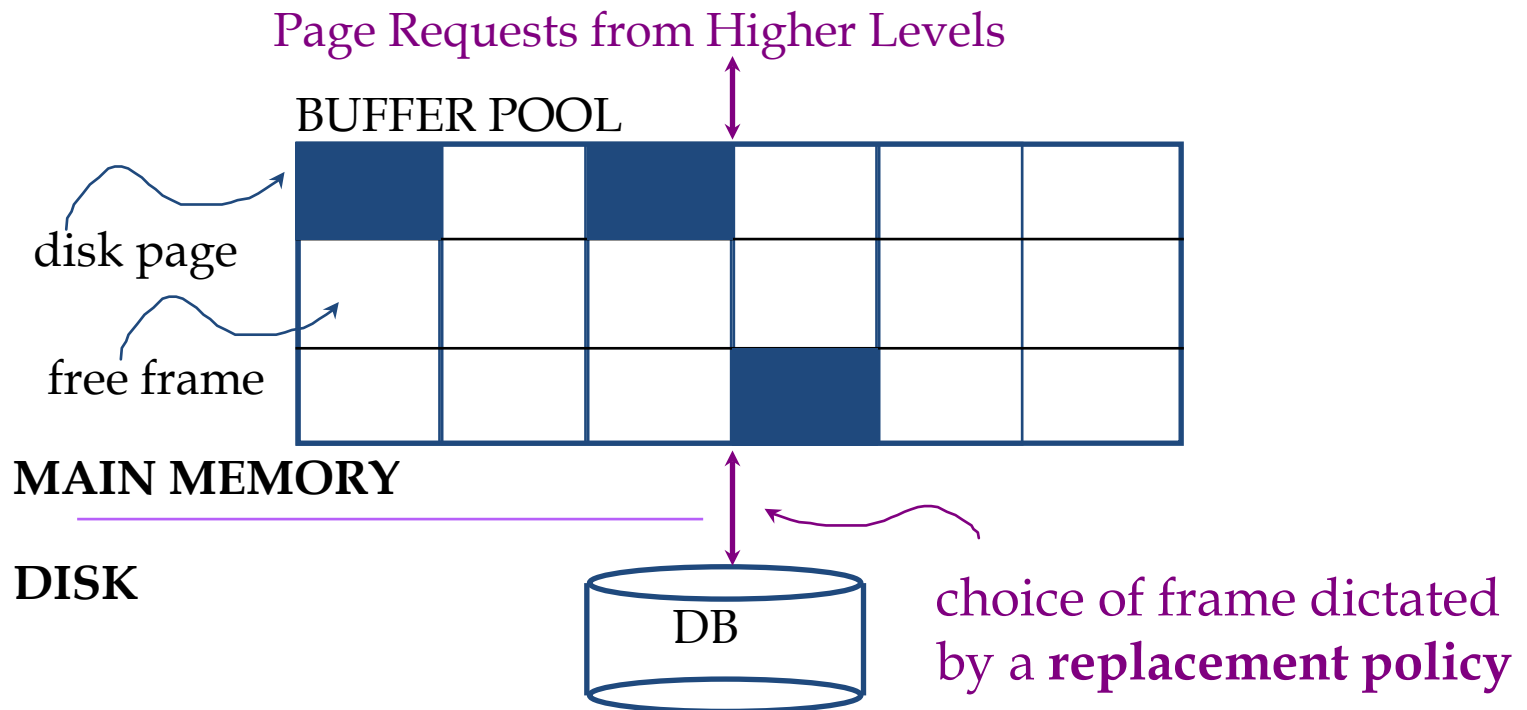 Page Requests from Higher Levels
BUFFER POOL
disk page
free frame
MAIN MEMORY
DISK
DB
choice of frame dictated
by a replacement policy